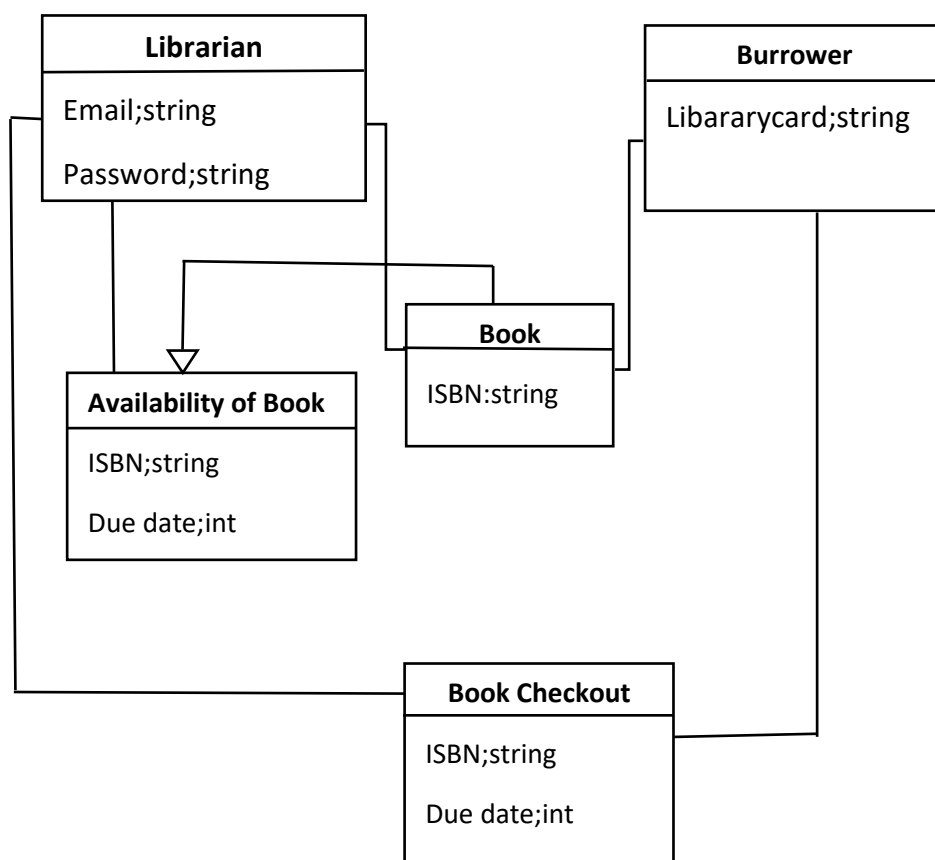 Librarian
Email;string
Password;string
Burrower
Libararycard;string
Book
ISBN:string
Availability of Book
ISBN;string
Due date;int
Book Checkout
ISBN;string
Due date;int